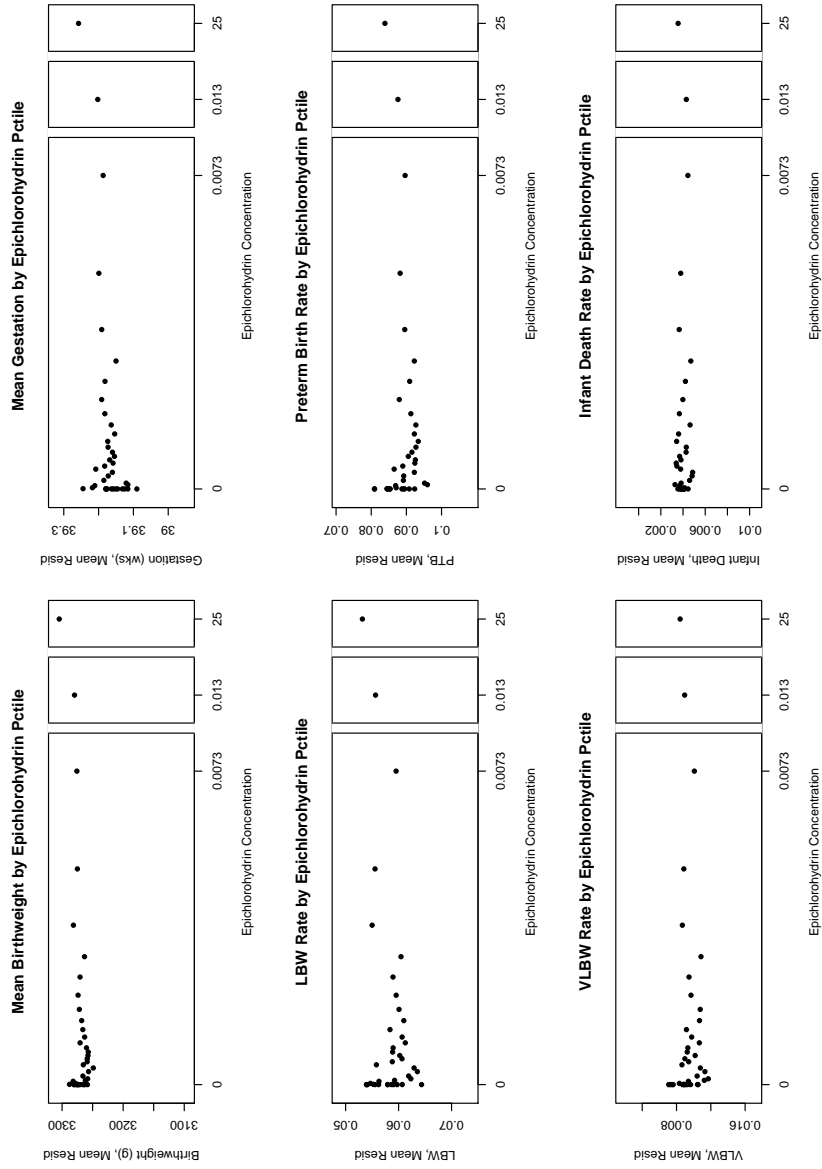 Mean Birthweight by Epichlorohydrin Pctile
Birthweight (g), Mean Resid
3300
3200
3100
0
0.0073
0.013
25
Epichlorohydrin Concentration
Mean Gestation by Epichlorohydrin Pctile
Gestation (wks), Mean Resid
39.3
39.1
39
0
0.0073
0.013
25
Epichlorohydrin Concentration
LBW Rate by Epichlorohydrin Pctile
LBW, Mean Resid
0.05
0.06
0.07
0
0.0073
0.013
25
Epichlorohydrin Concentration
Preterm Birth Rate by Epichlorohydrin Pctile
PTB, Mean Resid
0.07
0.08
0.09
0.1
0
0.0073
0.013
25
Epichlorohydrin Concentration
VLBW Rate by Epichlorohydrin Pctile
VLBW, Mean Resid
0.008
0.016
0
0.0073
0.013
25
Epichlorohydrin Concentration
Infant Death Rate by Epichlorohydrin Pctile
Infant Death, Mean Resid
0.002
0.006
0.01
0
0.0073
0.013
25
Epichlorohydrin Concentration